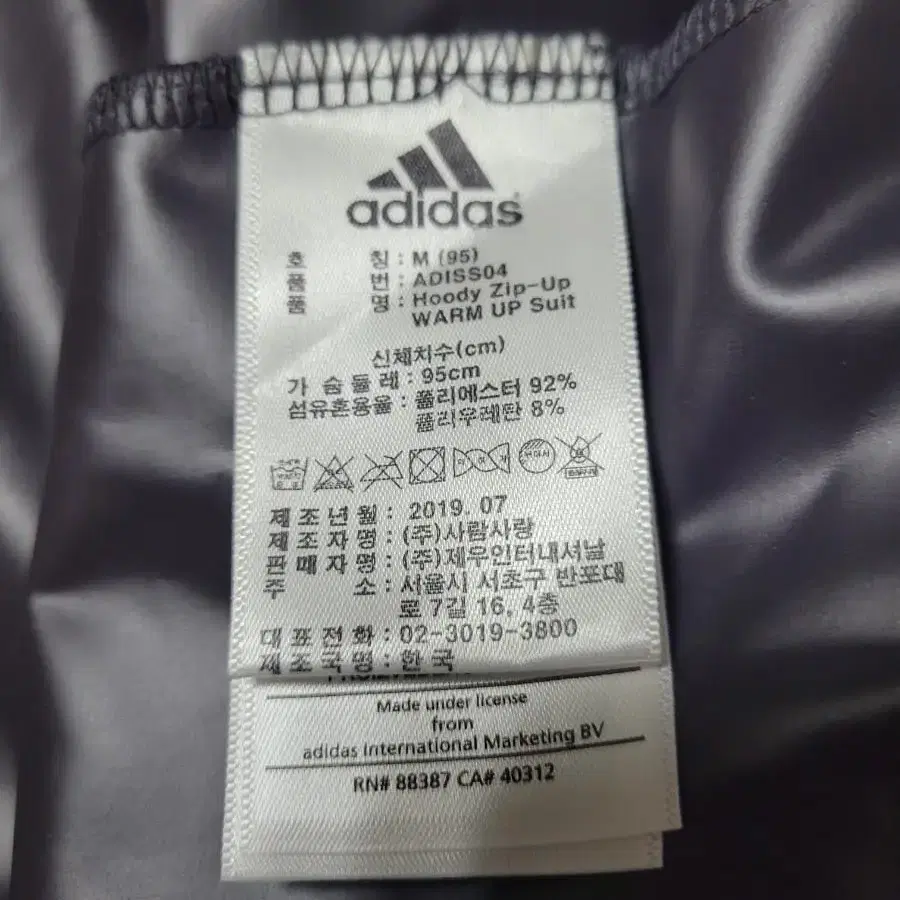 adidas
호 칭 : M (95)
품 번 : ADISS04
품 명 : Hoody Zip-Up
WARM UP Suit
신체치수(cm)
가 슴 둘 레 : 95cm
섬유혼용율 : 폴리에스터 92%
폴리우레탄 8%
제 조 년 월 : 2019. 07
제 조 자 명 : (주)사람사랑
판 매 자 명 : (주)제우인터내셔날
주 소 : 서울시 서초구 반포대
로 7길 16, 4층
대 표 전 화 : 02-3019-3800
제 조 국 명 : 한 국
Made under license
from
adidas International Marketing BV
RN# 88387 CA# 40312